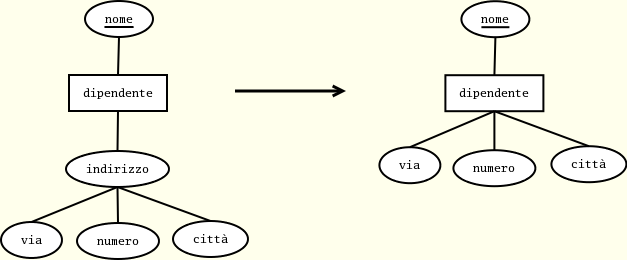 nome
dipendente
indirizzo
via
numero
città
nome
dipendente
via
numero
città